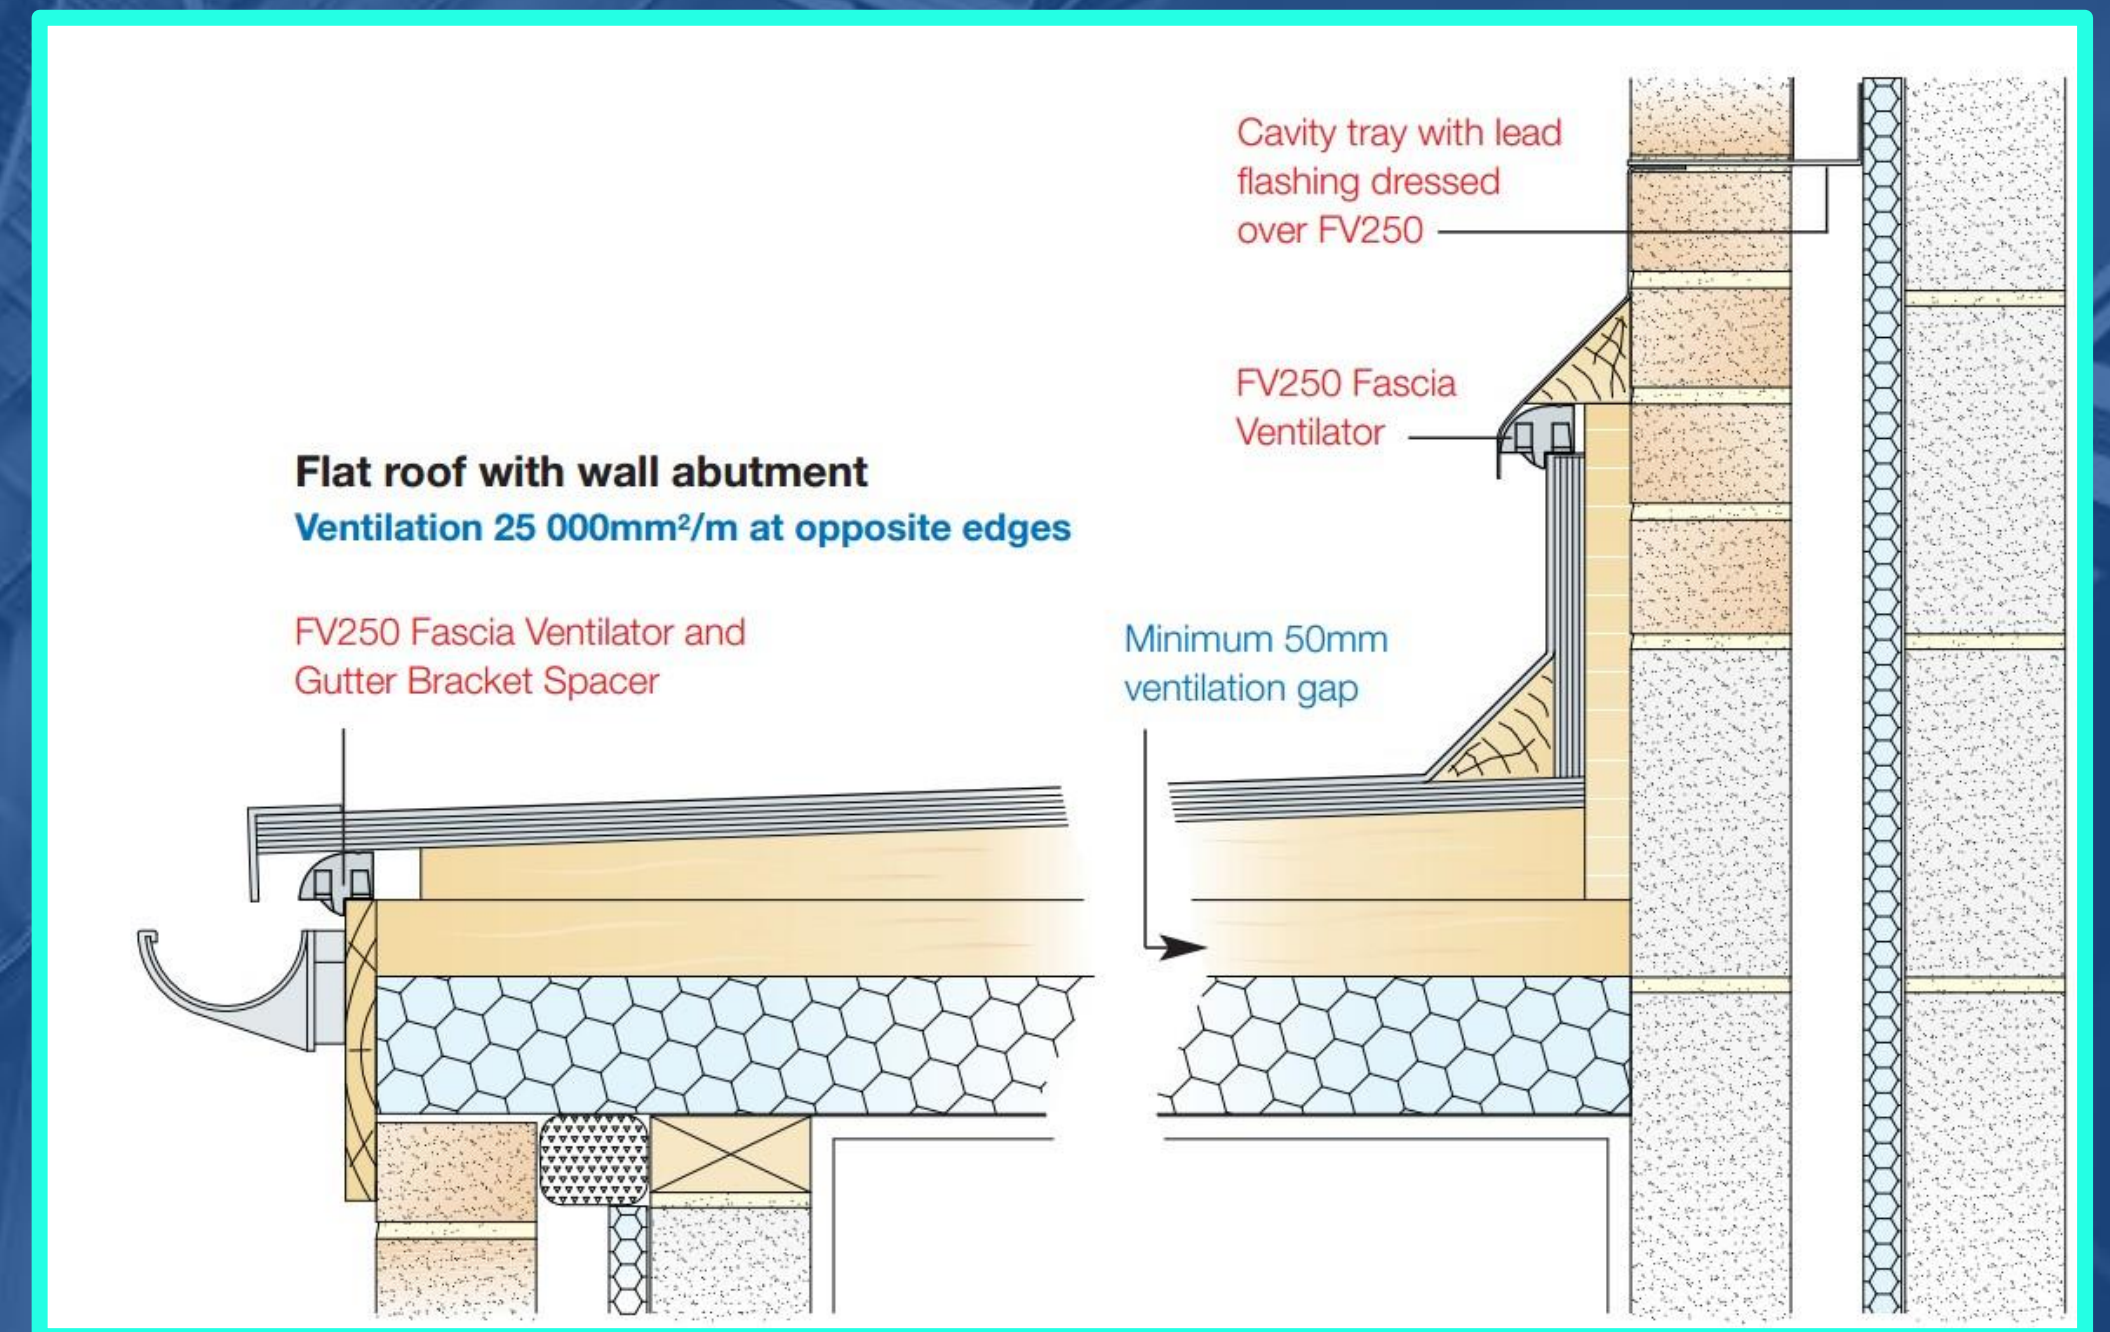 Cavity tray with lead
flashing dressed
over FV250
FV250 Fascia
Ventilator
Flat roof with wall abutment
Ventilation 25 000mm²/m at opposite edges
FV250 Fascia Ventilator and
Gutter Bracket Spacer
Minimum 50mm
ventilation gap